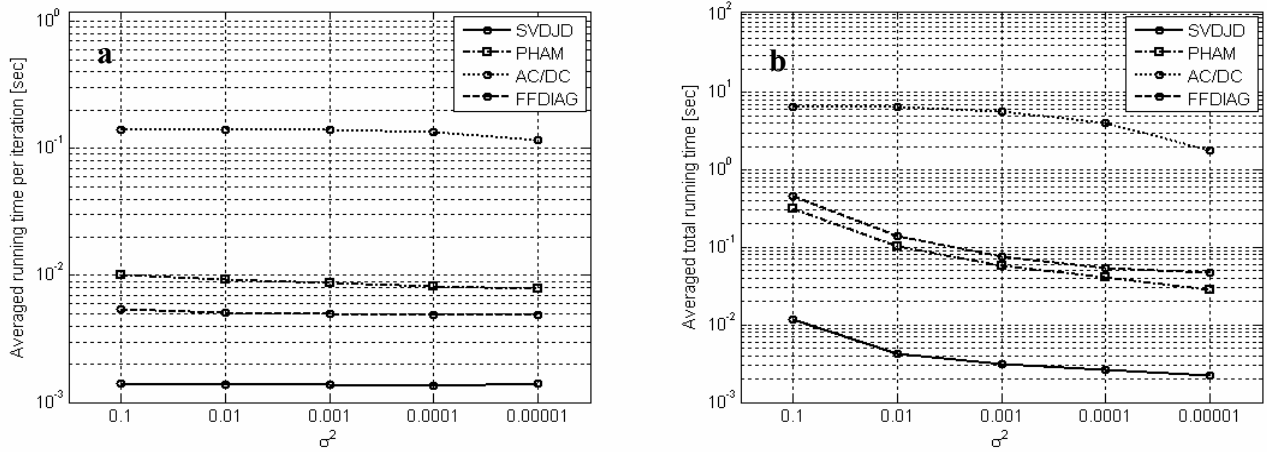 a
SVDJD
PHAM
AC/DC
FFDIAG
Averaged running time per iteration [sec]
10^0
10^-1
10^-2
10^-3
0.1 0.01 0.001 0.0001 0.00001
σ^2
b
SVDJD
PHAM
AC/DC
FFDIAG
Averaged total running time [sec]
10^2
10^1
10^0
10^-1
10^-2
10^-3
0.1 0.01 0.001 0.0001 0.00001
σ^2